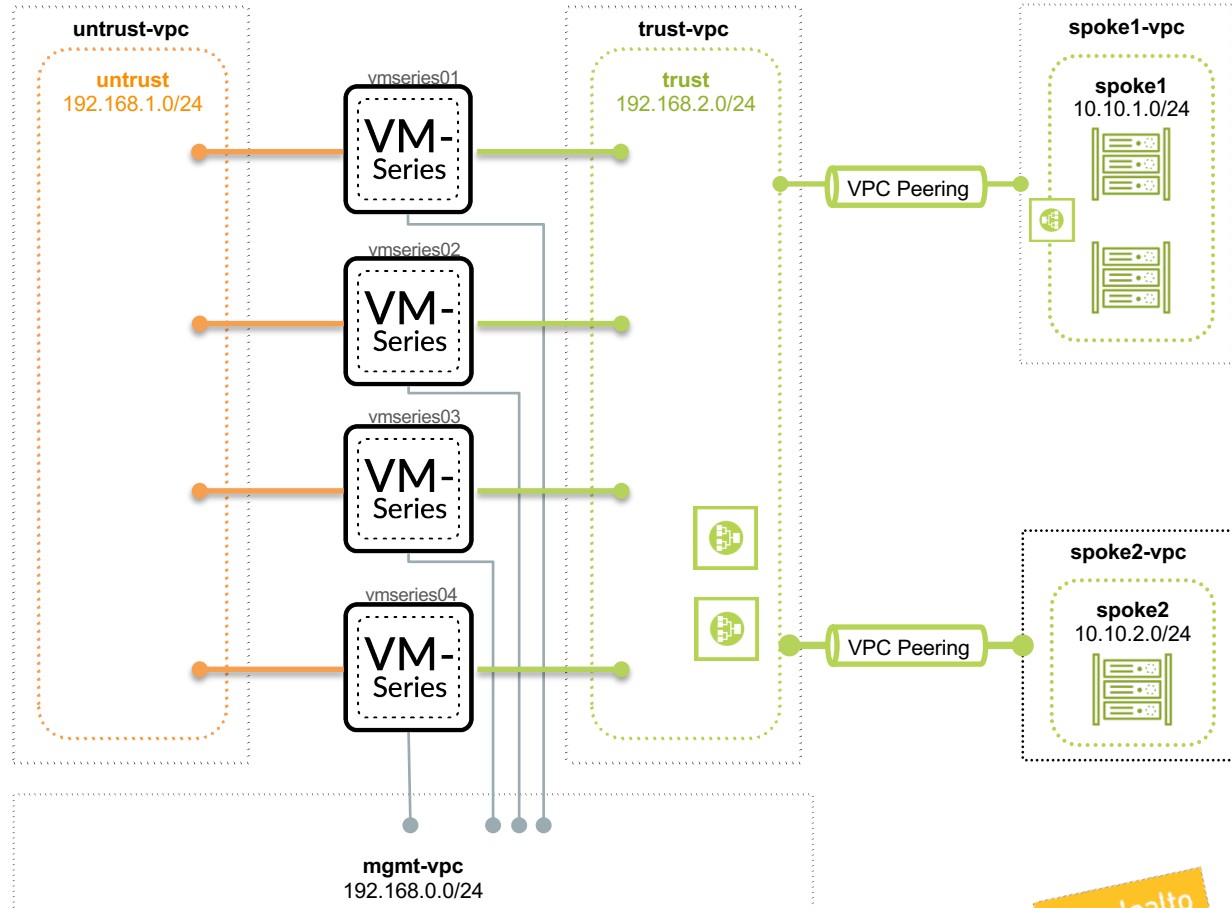 untrust-vpc
untrust
192.168.1.0/24
vmseries01
VM-
Series
vmseries02
VM-
Series
vmseries03
VM-
Series
vmseries04
VM-
Series
trust-vpc
trust
192.168.2.0/24
VPC Peering
VPC Peering
spoke1-vpc
spoke1
10.10.1.0/24
spoke2-vpc
spoke2
10.10.2.0/24
mgmt-vpc
192.168.0.0/24